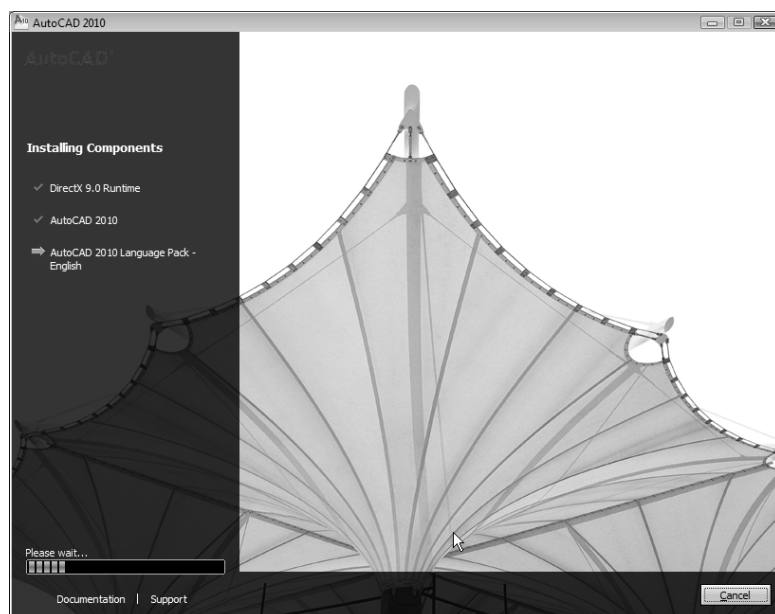 AutoCAD 2010
AutoCAD
Installing Components
DirectX 9.0 Runtime
AutoCAD 2010
AutoCAD 2010 Language Pack -
English
Please wait...
Documentation | Support
Cancel